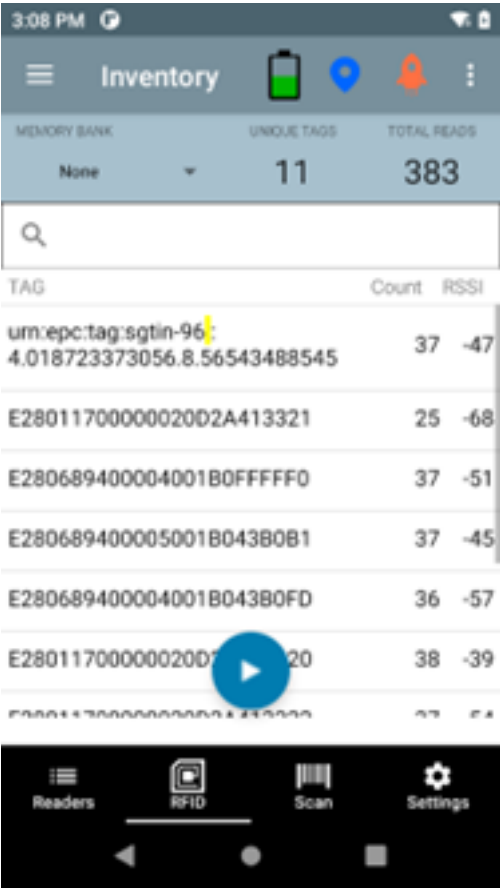 3:08 PM
Inventory
MEMORY BANK UNIQUE TAGS TOTAL READS
None 11 383
TAG Count RSSI
urn:epc:tag:sgtin-96:
4.018723373056.8.56543488545 37 -47
E28011700000020D2A413321 25 -68
E280689400004001B0FFFFF0 37 -51
E280689400005001B043B0B1 37 -45
E280689400004001B043B0FD 36 -57
E28011700000020D 20 38 -39
Readers RFID Scan Settings